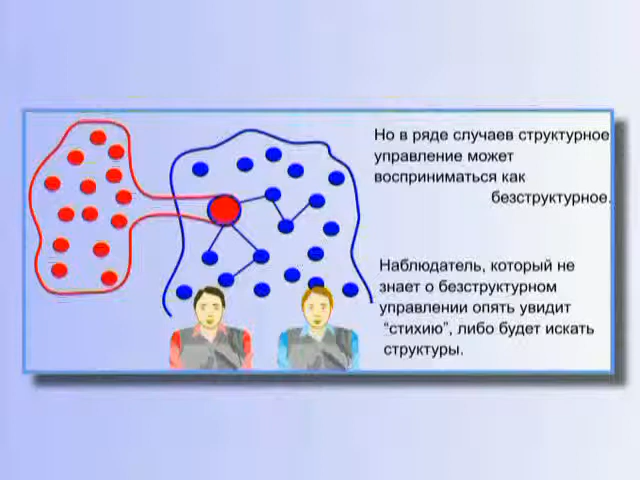 Но в ряде случаев структурное
управление может
восприниматься как
безструктурное.
Наблюдатель, который не
знает о безструктурном
управлении опять увидит
“стихию”, либо будет искать
структуры.